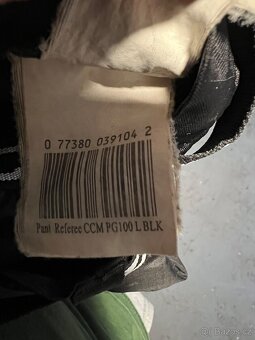 0 77380 039104 2
Pant Referee CCM PG100 L BLK